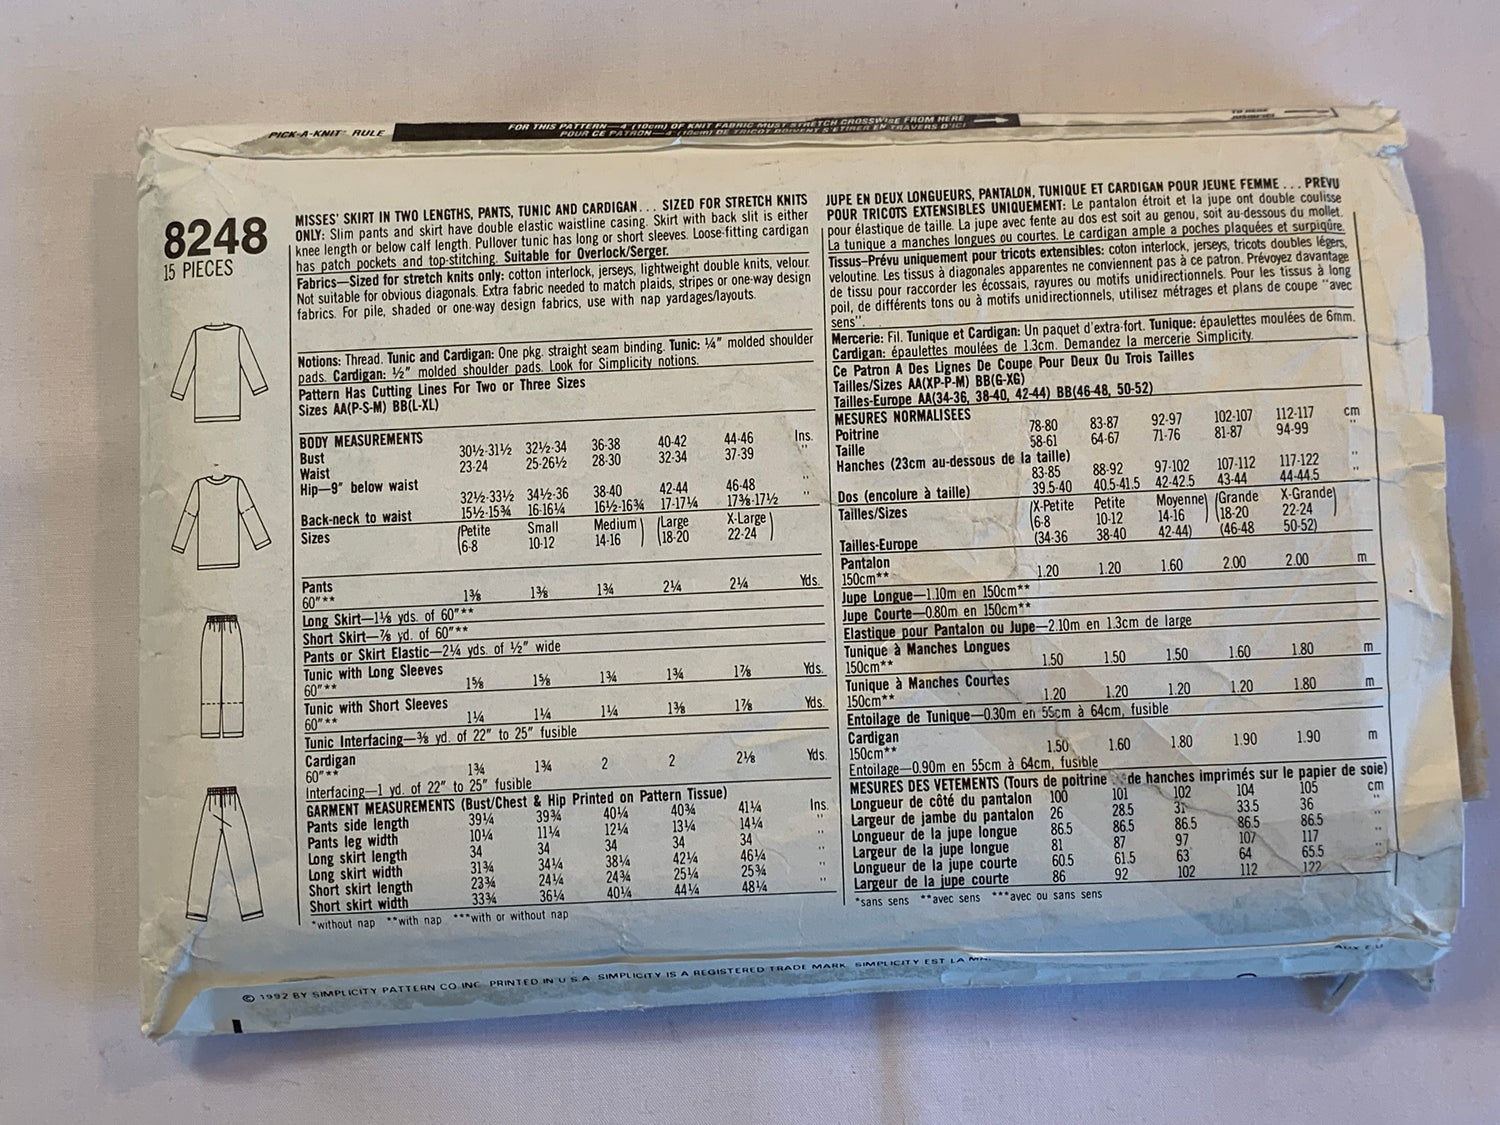 PICK-A-KNIT® RULE
FOR THIS PATTERN—4"(10cm) OF KNIT FABRIC MUST STRETCH CROSSWISE FROM HERE
POUR CE PATRON—4"(10cm) DE TRICOT DOIVENT S'ETIRER EN TRAVERS D'ICI
TO HERE
JUSQU'ICI
8248
15 PIECES
MISSES' SKIRT IN TWO LENGTHS, PANTS, TUNIC AND CARDIGAN... SIZED FOR STRETCH KNITS
ONLY: Slim pants and skirt have double elastic waistline casing. Skirt with back slit is either
knee length or below calf length. Pullover tunic has long or short sleeves. Loose-fitting cardigan
has patch pockets and top-stitching. Suitable for Overlock/Serger.
Fabrics—Sized for stretch knits only: cotton interlock, jerseys, lightweight double knits, velour.
Not suitable for obvious diagonals. Extra fabric needed to match plaids, stripes or one-way design
fabrics. For pile, shaded or one-way design fabrics, use with nap yardages/layouts.
Notions: Thread. Tunic and Cardigan: One pkg. straight seam binding. Tunic: ¼" molded shoulder
pads. Cardigan: ½" molded shoulder pads. Look for Simplicity notions.
Pattern Has Cutting Lines For Two or Three Sizes
Sizes AA(P-S-M) BB(L-XL)
BODY MEASUREMENTS
Bust 30½-31½ 32½-34 36-38 40-42 44-46 Ins.
Waist 23-24 25-26½ 28-30 32-34 37-39 "
Hip—9" below waist
32½-33½ 34½-36 38-40 42-44 46-48 "
Back-neck to waist 15½-15¾ 16-16¼ 16½-16¾ 17-17¼ 17⅜-17½ "
Sizes (Petite Small Medium) (Large X-Large)
(6-8 10-12 14-16 ) (18-20 22-24 )
Pants
60"** 1⅜ 1⅜ 1¾ 2¼ 2¼ Yds.
Long Skirt—1⅛ yds. of 60"**
Short Skirt—⅞ yd. of 60"**
Pants or Skirt Elastic—2¼ yds. of ½" wide
Tunic with Long Sleeves
60"** 1⅝ 1⅝ 1¾ 1¾ 1⅞ Yds.
Tunic with Short Sleeves
60"** 1¼ 1¼ 1¼ 1⅜ 1⅞ Yds.
Tunic Interfacing—⅜ yd. of 22" to 25" fusible
Cardigan
60"** 1¾ 1¾ 2 2 2⅛ Yds.
Interfacing—1 yd. of 22" to 25" fusible
GARMENT MEASUREMENTS (Bust/Chest & Hip Printed on Pattern Tissue)
Pants side length 39¼ 39¾ 40¼ 40¾ 41¼ Ins.
Pants leg width 10¼ 11¼ 12¼ 13¼ 14¼ "
Long skirt length 34 34 34 34 34 "
Long skirt width 31¾ 34¼ 38¼ 42¼ 46¼ "
Short skirt length 23¾ 24¼ 24¾ 25¼ 25¾ "
Short skirt width 33¾ 36¼ 40¼ 44¼ 48¼ "
*without nap **with nap ***with or without nap
JUPE EN DEUX LONGUEURS, PANTALON, TUNIQUE ET CARDIGAN POUR JEUNE FEMME... PREVU
POUR TRICOTS EXTENSIBLES UNIQUEMENT: Le pantalon étroit et la jupe ont double coulisse
pour élastique de taille. La jupe avec fente au dos est soit au genou, soit au-dessous du mollet.
La tunique a manches longues ou courtes. Le cardigan ample a poches plaquées et surpiqûre.
Tissus–Prévu uniquement pour tricots extensibles: coton interlock, jerseys, tricots doubles légers,
veloutine. Les tissus à diagonales apparentes ne conviennent pas à ce patron. Prévoyez davantage
de tissu pour raccorder les écossais, rayures ou motifs unidirectionnels. Pour les tissus à long
poil, de différents tons ou à motifs unidirectionnels, utilisez métrages et plans de coupe "avec
sens".
Mercerie: Fil. Tunique et Cardigan: Un paquet d'extra-fort. Tunique: épaulettes moulées de 6mm.
Cardigan: épaulettes moulées de 1.3cm. Demandez la mercerie Simplicity.
Ce Patron A Des Lignes De Coupe Pour Deux Ou Trois Tailles
Tailles/Sizes AA(XP-P-M) BB(G-XG)
Tailles-Europe AA(34-36, 38-40, 42-44) BB(46-48, 50-52)
MESURES NORMALISEES
Poitrine 78-80 83-87 92-97 102-107 112-117 cm
Taille 58-61 64-67 71-76 81-87 94-99 "
Hanches (23cm au-dessous de la taille)
83-85 88-92 97-102 107-112 117-122 "
Dos (encolure à taille) 39.5-40 40.5-41.5 42-42.5 43-44 44-44.5 "
Tailles/Sizes (X-Petite Petite Moyenne) (Grande X-Grande)
(6-8 10-12 14-16 ) (18-20 22-24 )
Tailles-Europe (34-36 38-40 42-44) (46-48 50-52)
Pantalon
150cm** 1.20 1.20 1.60 2.00 2.00 m
Jupe Longue—1.10m en 150cm**
Jupe Courte—0.80m en 150cm**
Elastique pour Pantalon ou Jupe—2.10m en 1.3cm de large
Tunique à Manches Longues
150cm** 1.50 1.50 1.50 1.60 1.80 m
Tunique à Manches Courtes
150cm** 1.20 1.20 1.20 1.20 1.80 m
Entoilage de Tunique—0.30m en 55cm à 64cm, fusible
Cardigan
150cm** 1.50 1.60 1.80 1.90 1.90 m
Entoilage—0.90m en 55cm à 64cm, fusible
MESURES DES VETEMENTS (Tours de poitrine de hanches imprimés sur le papier de soie)
Longueur de côté du pantalon 100 101 102 104 105 cm
Largeur de jambe du pantalon 26 28.5 31 33.5 36 "
Longueur de la jupe longue 86.5 86.5 86.5 86.5 86.5 "
Largeur de la jupe longue 81 87 97 107 117 "
Longueur de la jupe courte 60.5 61.5 63 64 65.5 "
Largeur de la jupe courte 86 92 102 112 122 "
*sans sens **avec sens ***avec ou sans sens
© 1992 BY SIMPLICITY PATTERN CO INC PRINTED IN U S A SIMPLICITY IS A REGISTERED TRADE MARK SIMPLICITY EST LA
AUX E U